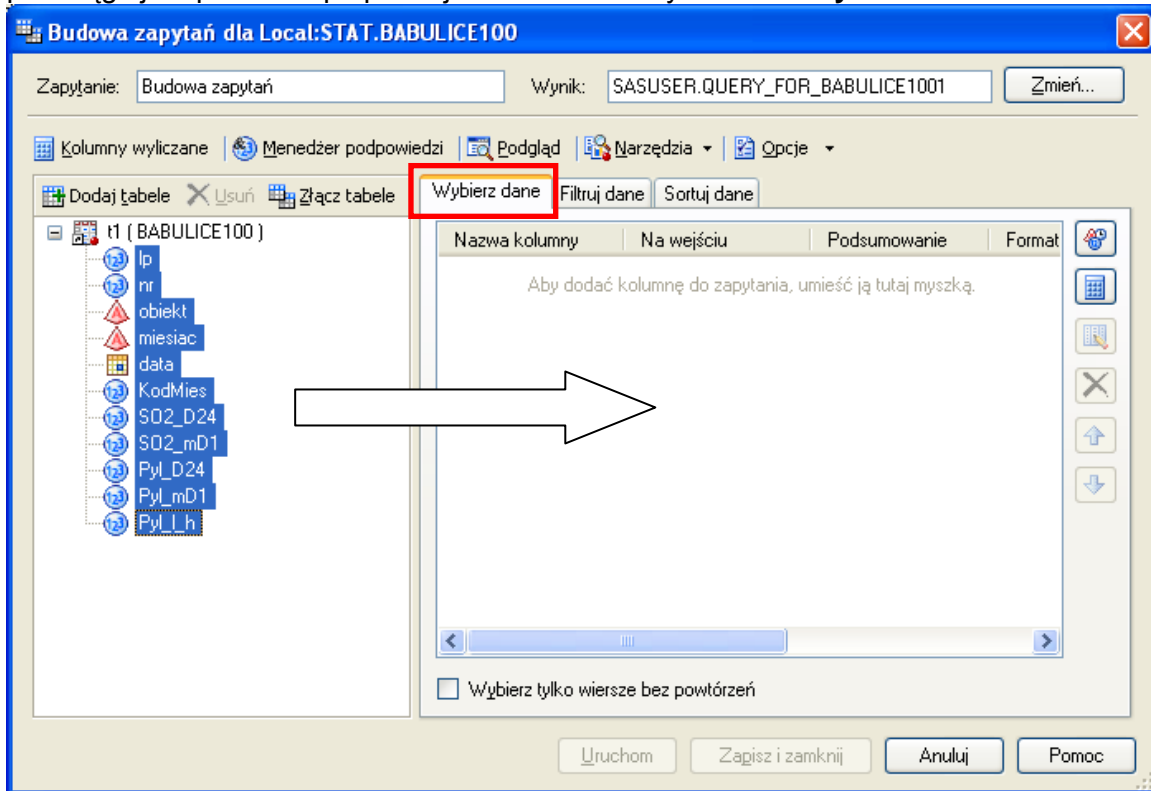 Budowa zapytań dla Local:STAT.BABULICE100
Zapytanie: Budowa zapytań Wynik: SASUSER.QUERY_FOR_BABULICE1001 Zmień...
Kolumny wyliczane Menedżer podpowiedzi Podgląd Narzędzia Opcje
Dodaj tabele Usuń Złącz tabele Wybierz dane Filtruj dane Sortuj dane
t1 ( BABULICE100 )
lp
nr
obiekt
miesiac
data
KodMies
SO2_D24
SO2_mD1
Pyl_D24
Pyl_mD1
Pyl_l_h
Nazwa kolumny Na wejściu Podsumowanie Format
Aby dodać kolumnę do zapytania, umieść ją tutaj myszką.
Wybierz tylko wiersze bez powtórzeń
Uruchom Zapisz i zamknij Anuluj Pomoc